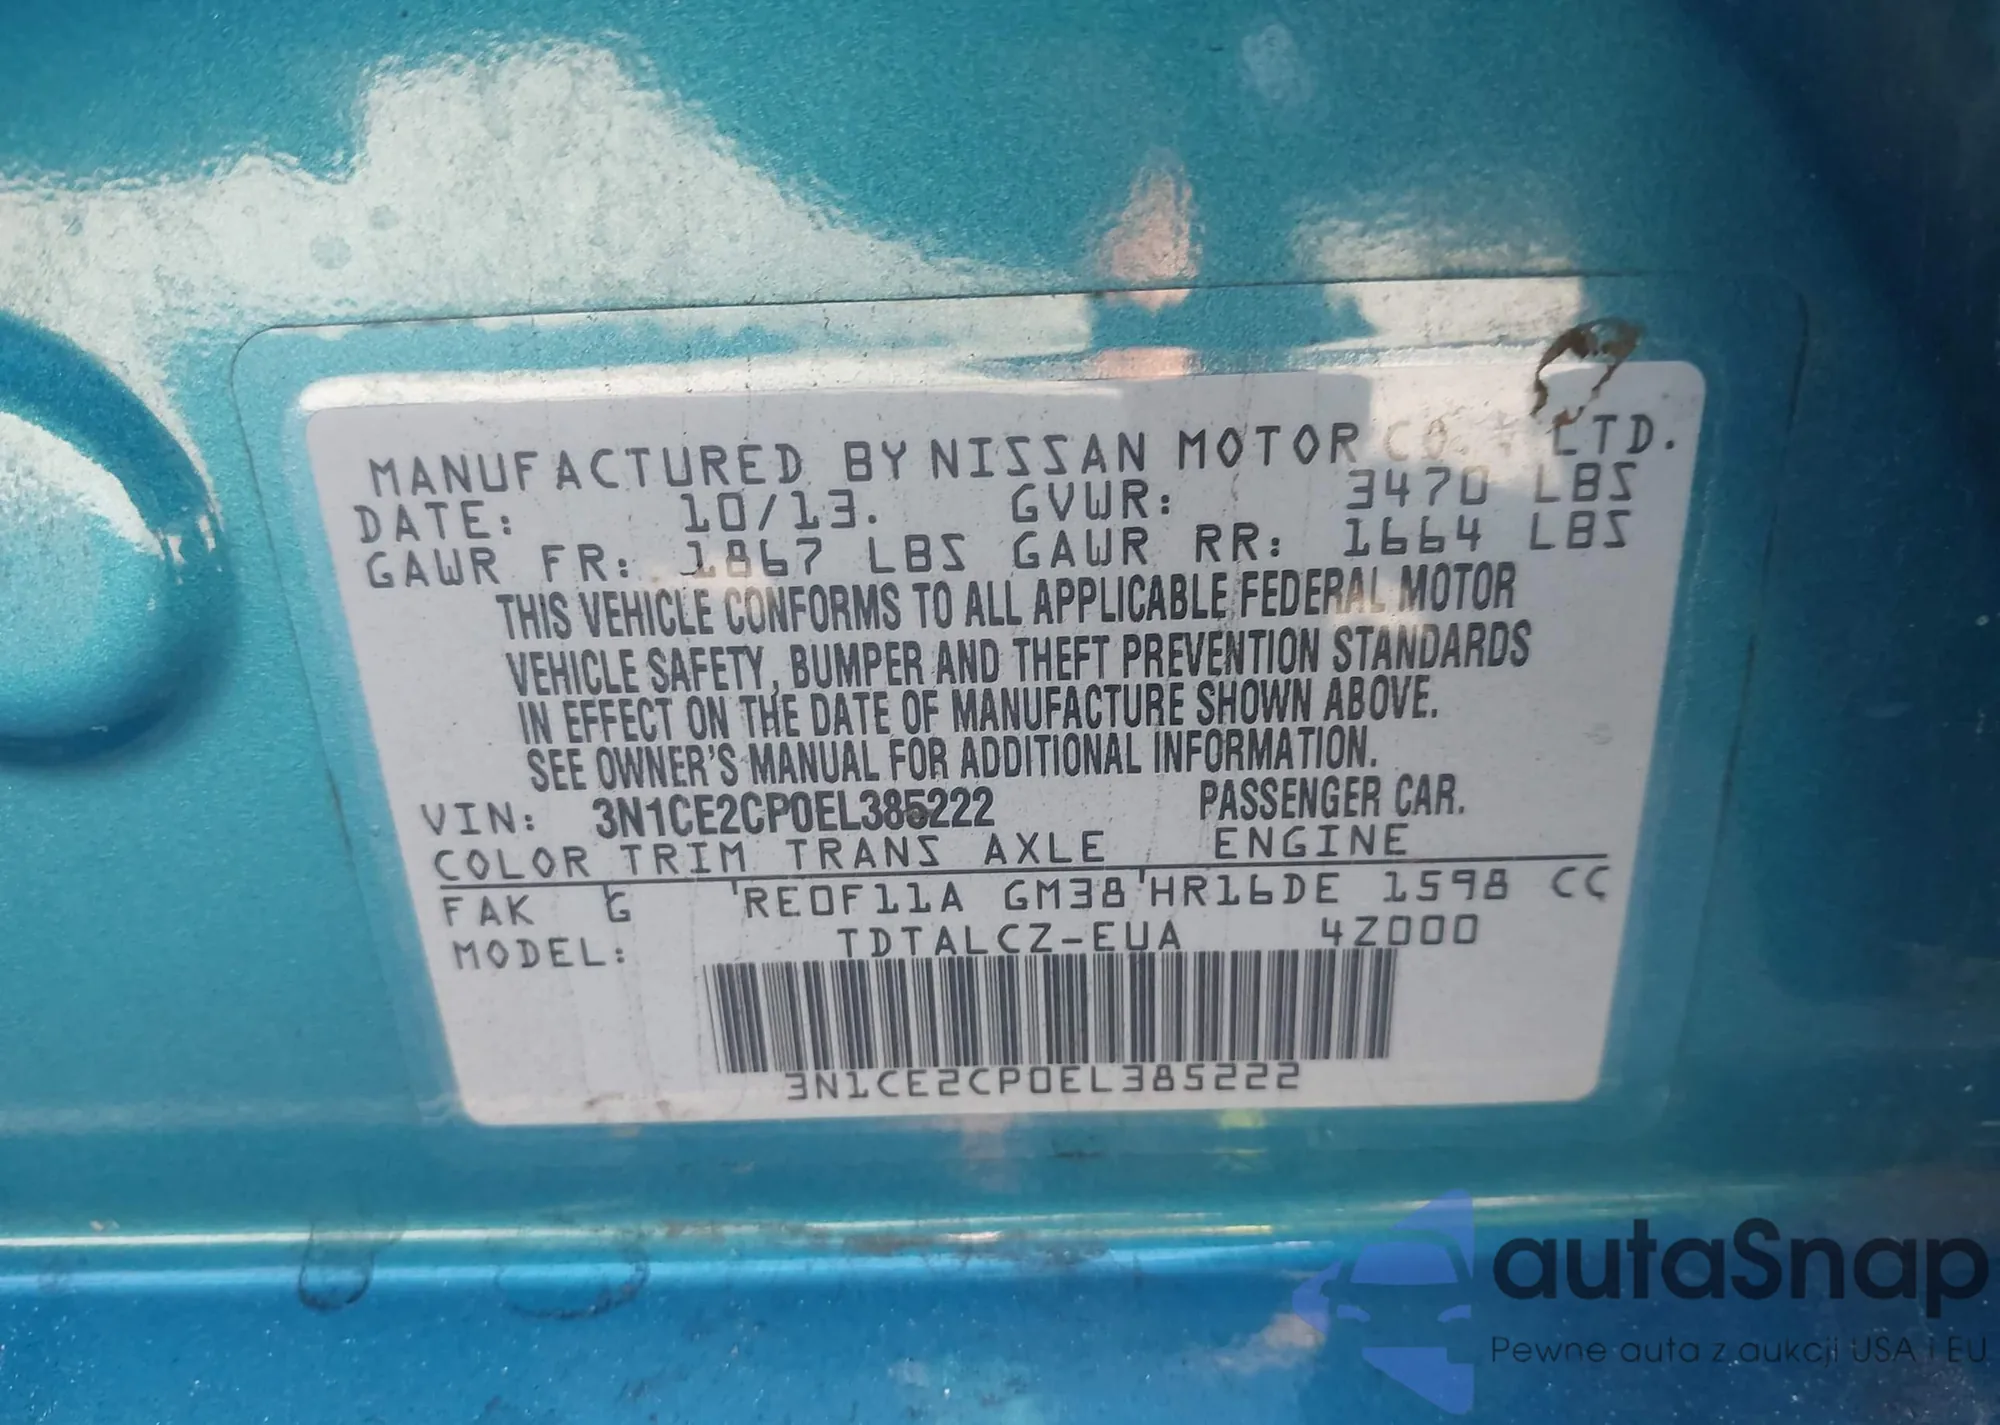 MANUFACTURED BY NISSAN MOTOR CO., LTD.
DATE: 10/13. GVWR: 3470 LBS
GAWR FR: 1867 LBS GAWR RR: 1664 LBS
THIS VEHICLE CONFORMS TO ALL APPLICABLE FEDERAL MOTOR
VEHICLE SAFETY, BUMPER AND THEFT PREVENTION STANDARDS
IN EFFECT ON THE DATE OF MANUFACTURE SHOWN ABOVE.
SEE OWNER'S MANUAL FOR ADDITIONAL INFORMATION.
VIN: 3N1CE2CP0EL385222 PASSENGER CAR.
COLOR TRIM TRANS AXLE ENGINE
FAK G RE0F11A GM38 HR16DE 1598 CC
MODEL: TDTALCZ-EUA 4Z000
3N1CE2CP0EL385222
autaSnap
Pewne auta z aukcji USA i EU